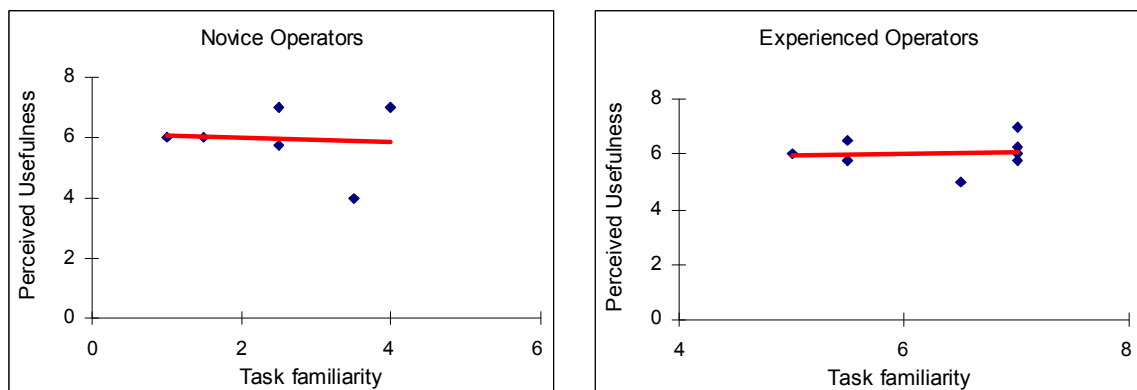 Novice Operators
Perceived Usefulness
8
6
4
2
0
0 2 4 6
Task familiarity
Experienced Operators
Perceived Usefulness
8
6
4
2
0
4 6 8
Task familiarity